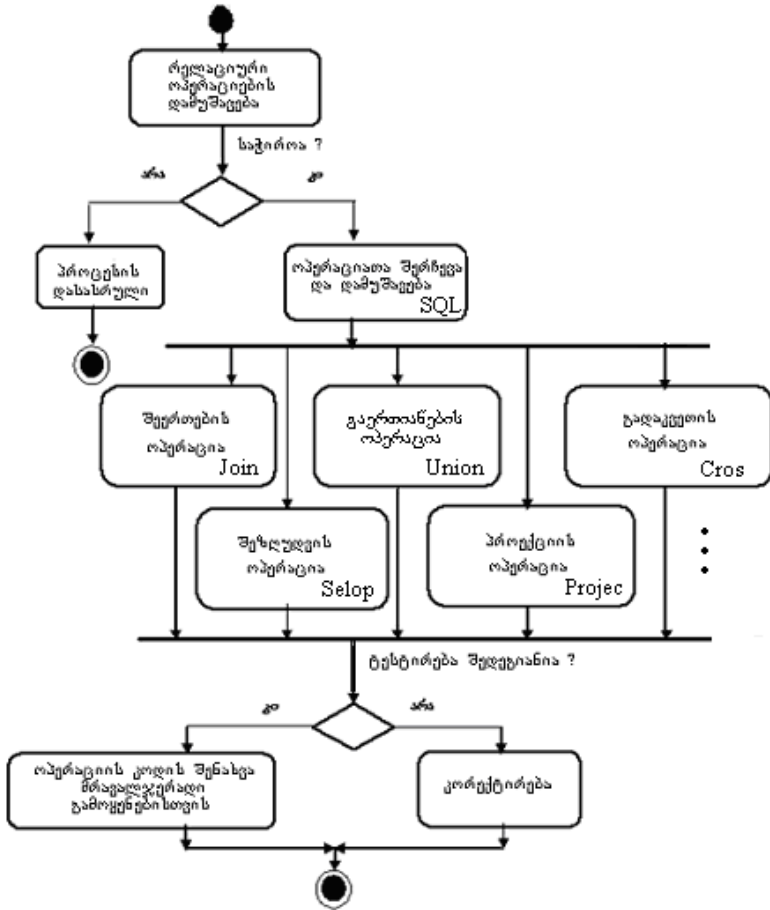 რელაციური
ოპერაციების
დამუშავება
საჭიროა ?
არა
კი
პროცესის
დასასრული
ოპერაციათა შერჩევა
და დამუშავება
SQL
შეერთების
ოპერაცია
Join
გაერთიანების
ოპერაცია
Union
გადაკვეთის
ოპერაცია
Cros
შეზღუდვის
ოპერაცია
Selop
პროექციის
ოპერაცია
Projec
ტესტირება შედეგიანია ?
კი
არა
ოპერაციის კოდის შენახვა
მრავალჯერადი
გამოყენებისთვის
კორექტირება